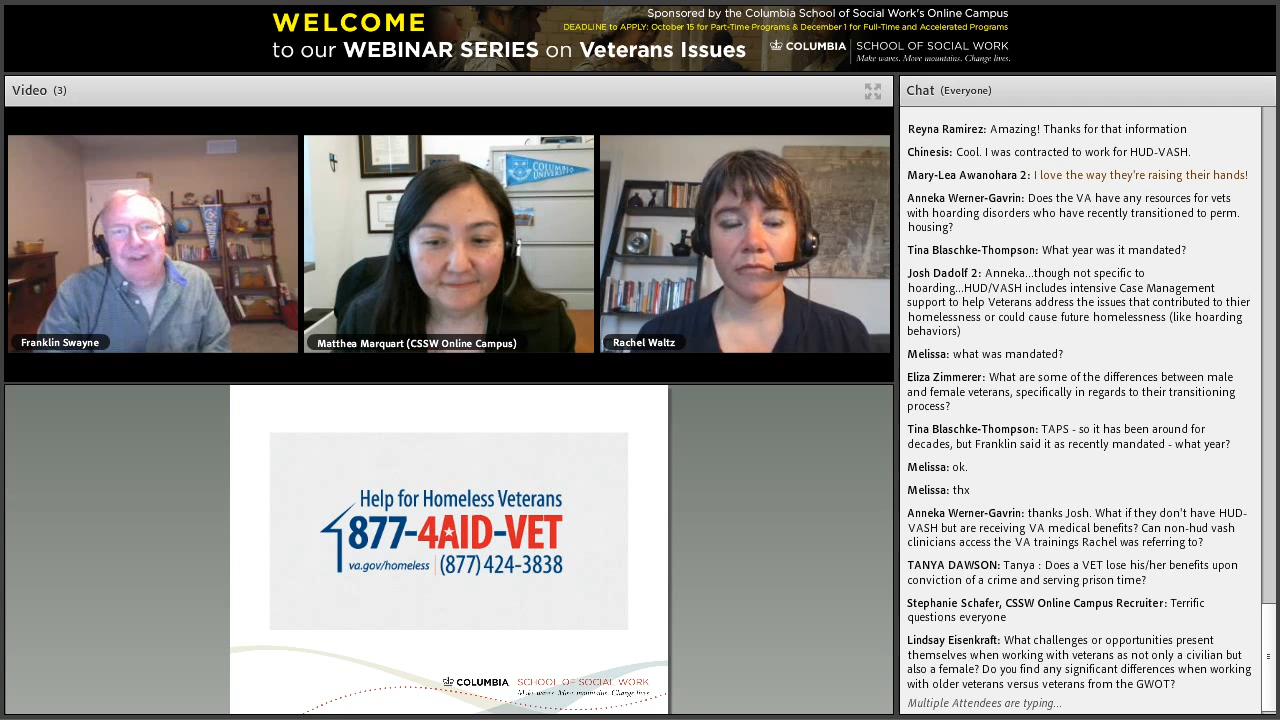 WELCOME
to our WEBINAR SERIES on Veterans Issues
Sponsored by the Columbia School of Social Work's Online Campus
DEADLINE to APPLY: October 15 for Part-Time Programs & December 1 for Full-Time and Accelerated Programs
COLUMBIA SCHOOL OF SOCIAL WORK
Make waves. Move mountains. Change lives.
Video (3)
COLUMBIA
UNIVERSITY
Franklin Swayne
Matthea Marquart (CSSW Online Campus)
Rachel Waltz
Help for Homeless Veterans
877-4AID-VET
va.gov/homeless (877) 424-3838
COLUMBIA SCHOOL OF SOCIAL WORK
Make waves. Move mountains. Change lives.
Chat (Everyone)
Reyna Ramirez: Amazing! Thanks for that information
Chinesis: Cool, I was contracted to work for HUD-VASH
Mary-Lea Awanohara 2: I love the way they're raising their hands!
Anneka Werner-Gavrin: Does the VA have any resources for vets
with hoarding disorders who have recently transitioned to perm.
housing?
Tina Blaschke-Thompson: What year was it mandated?
Josh Dadolf 2: Anneka...though not specific to
hoarding...HUD/VASH includes intensive Case Management
support to help Veterans address the issues that contributed to thier
homelessness or could cause future homelessness (like hoarding
behaviors)
Melissa: what was mandated?
Eliza Zimmerer: What are some of the differences between male
and female veterans, specifically in regards to their transitioning
process?
Tina Blaschke-Thompson: TAPS - so it has been around for
decades, but Franklin said it as recently mandated - what year?
Melissa: ok.
Melissa: thx
Anneka Werner-Gavrin: thanks Josh. What if they don't have HUD-
VASH but are receiving VA medical benefits? Can non-hud vash
clinicians access the VA trainings Rachel was referring to?
TANYA DAWSON: Tanya : Does a VET lose his/her benefits upon
conviction of a crime and serving prison time?
Stephanie Schafer, CSSW Online Campus Recruiter: Terrific
questions everyone
Lindsay Eisenkraft: What challenges or opportunities present
themselves when working with veterans as not only a civilian but
also a female? Do you find any significant differences when working
with older veterans versus veterans from the GWOT?
Multiple Attendees are typing...